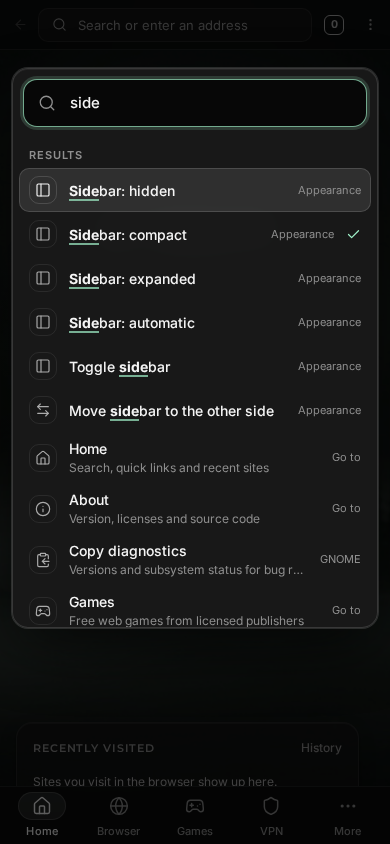 Search or enter an address
0
side
RESULTS
Sidebar: hidden Appearance
Sidebar: compact Appearance
Sidebar: expanded Appearance
Sidebar: automatic Appearance
Toggle sidebar Appearance
Move sidebar to the other side Appearance
Home
Search, quick links and recent sites
Go to
About
Version, licenses and source code
Go to
Copy diagnostics
Versions and subsystem status for bug r...
GNOME
Games
Free web games from licensed publishers
Go to
RECENTLY VISITED History
Sites you visit in the browser show up here.
Home Browser Games VPN More